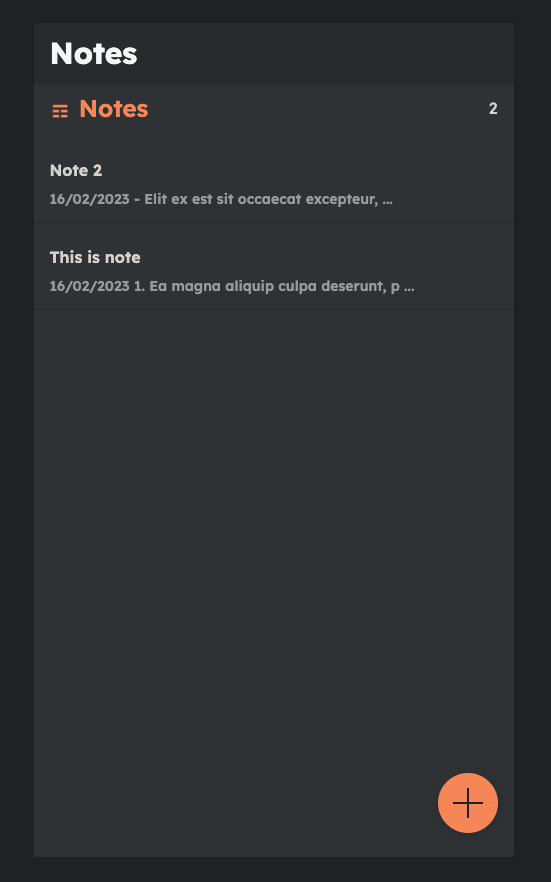 Notes
☶ Notes 2
Note 2
16/02/2023 - Elit ex est sit occaecat excepteur, ...
This is note
16/02/2023 1. Ea magna aliquip culpa deserunt, p ...